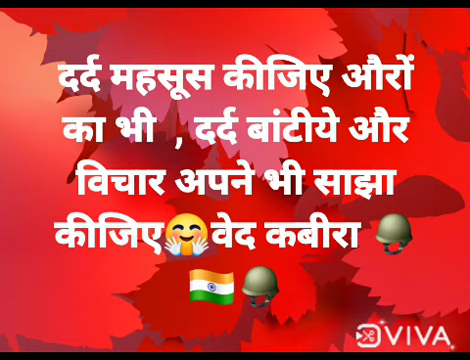 दर्द महसूस कीजिए औरों
का भी , दर्द बांटीये और
विचार अपने भी साझा
कीजिए🤗वेद कबीरा 🪖
🇮🇳🪖
VIVA